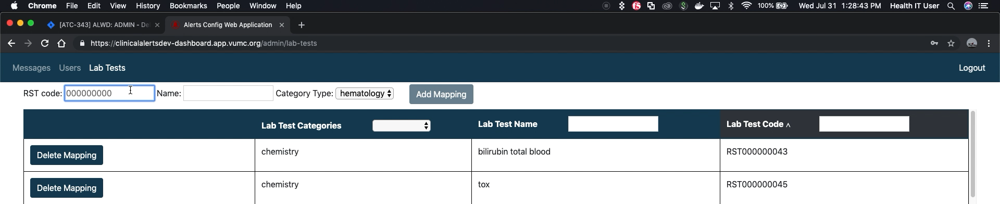 Chrome File Edit View History Bookmarks People Window Help 100% Wed Jul 31 1:28:43 PM Health IT User
[ATC-343] ALWD: ADMIN - De Alerts Config Web Application
https://clinicalalertsdev-dashboard.app.vumc.org/admin/lab-tests
Messages Users Lab Tests Logout
RST code: 000000000 Name: Category Type: hematology Add Mapping
Lab Test Categories Lab Test Name Lab Test Code
Delete Mapping chemistry bilirubin total blood RST000000043
Delete Mapping chemistry tox RST000000045